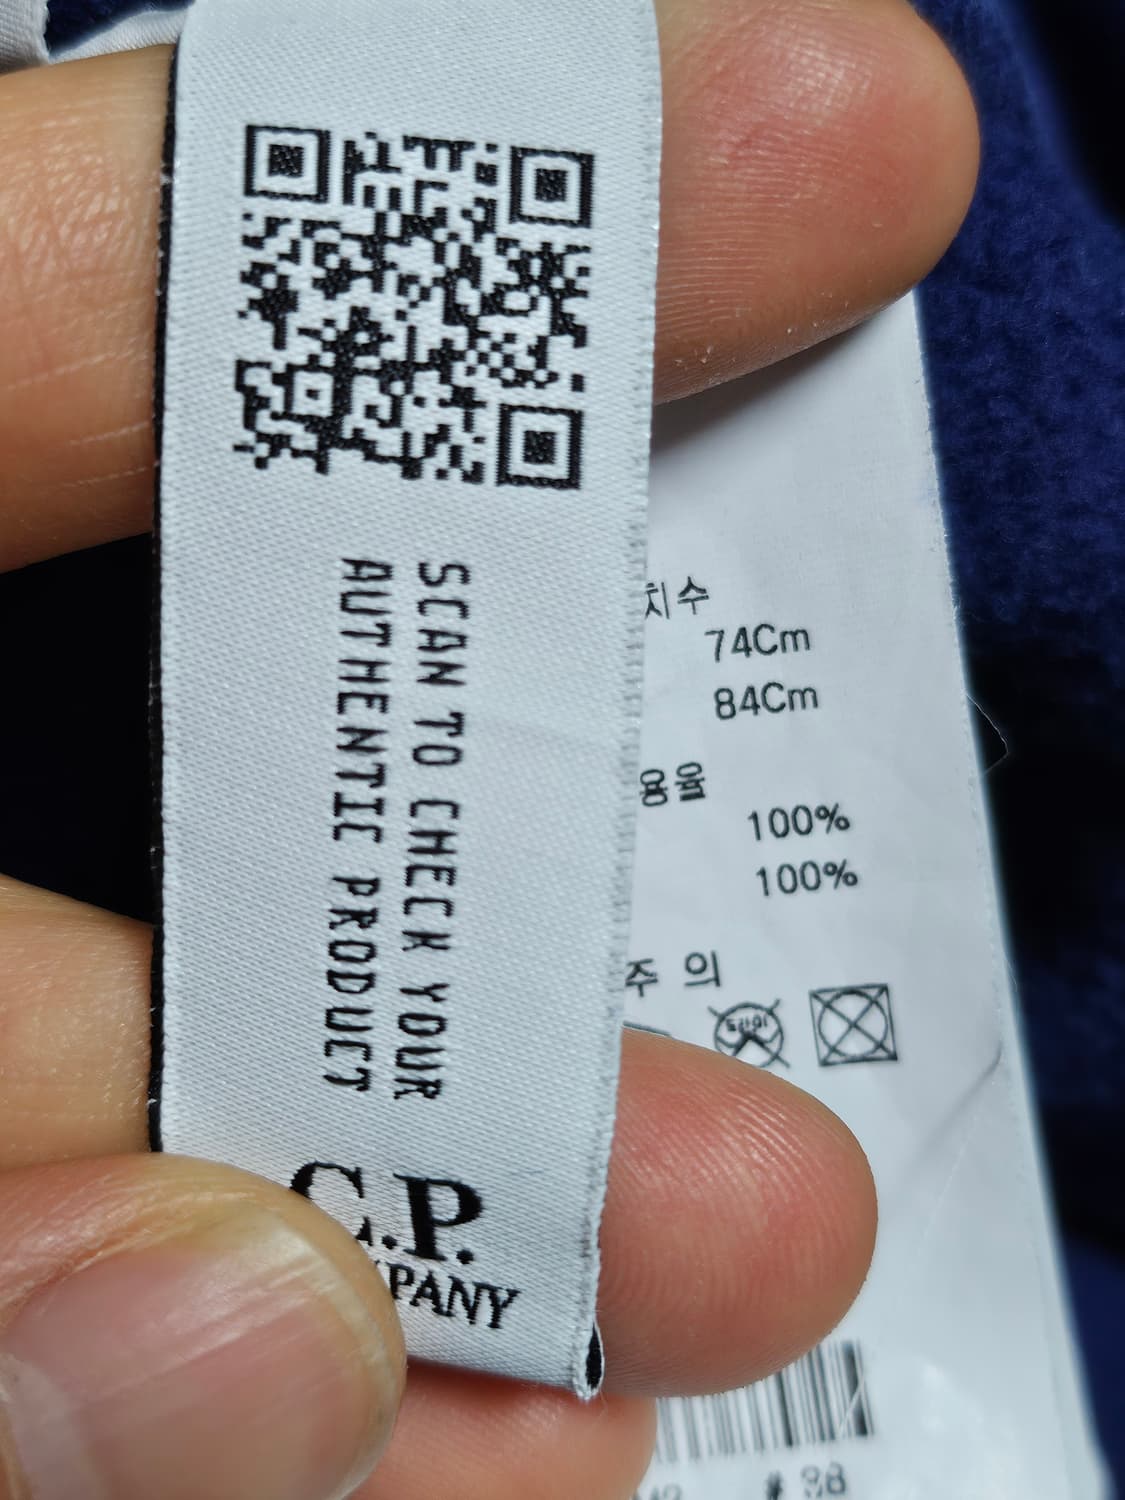 SCAN TO CHECK YOUR
AUTHENTIC PRODUCT
C.P.
치수
74Cm
84Cm
용율
100%
100%
주 의